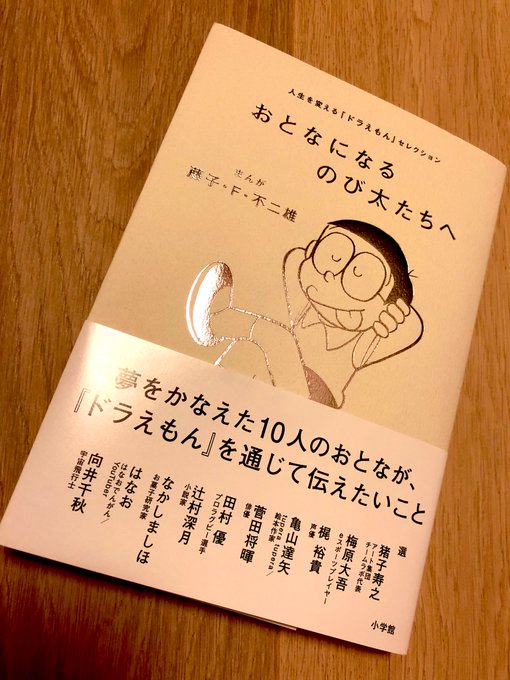 人生を変える『ドラえもん』セレクション
おとなになる
のび太たちへ
まんが
藤子・F・不二雄
夢をかなえた10人のおとなが、
『ドラえもん』を通じて伝えたいこと
選
猪子寿之
アート集団
チームラボ代表
梅原大吾
eスポーツプレイヤー
梶 裕貴
声優
亀山達矢
tupera tupera/
絵本作家
菅田将暉
俳優
田村 優
プロラグビー選手
辻村深月
小説家
なかしましほ
お菓子研究家
はなお
はなおでんがん/
YouTuber
向井千秋
宇宙飛行士
小学館